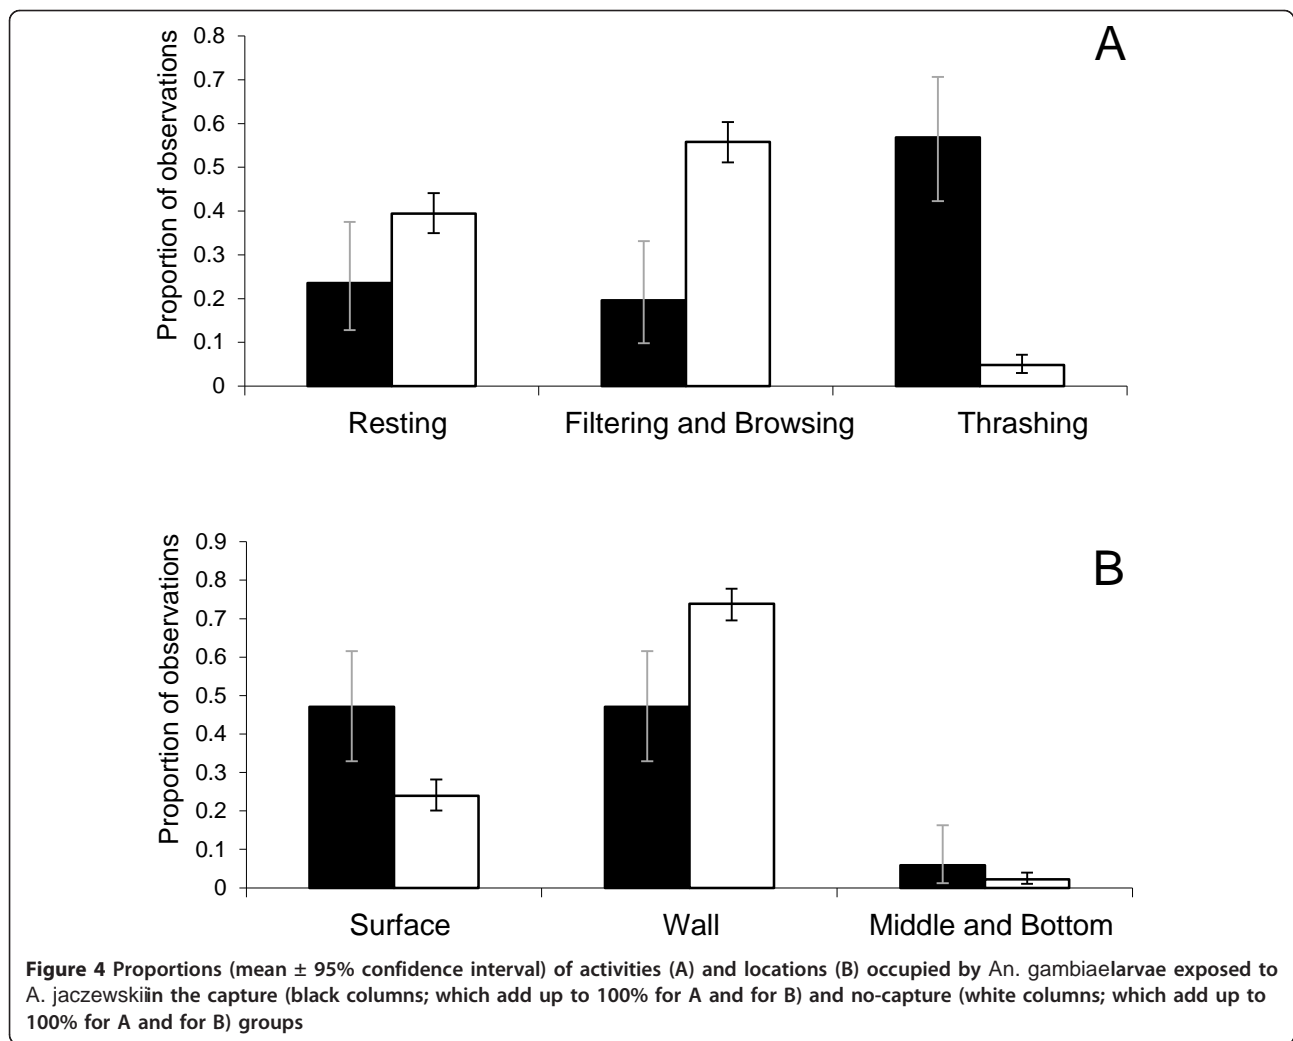 A
Proportion of observations
0.8
0.7
0.6
0.5
0.4
0.3
0.2
0.1
0
Resting Filtering and Browsing Thrashing
B
Proportion of observations
0.9
0.8
0.7
0.6
0.5
0.4
0.3
0.2
0.1
0
Surface Wall Middle and Bottom
Figure 4 Proportions (mean ± 95% confidence interval) of activities (A) and locations (B) occupied by An. gambiaelarvae exposed to
A. jaczewskiiin the capture (black columns; which add up to 100% for A and for B) and no-capture (white columns; which add up to
100% for A and for B) groups